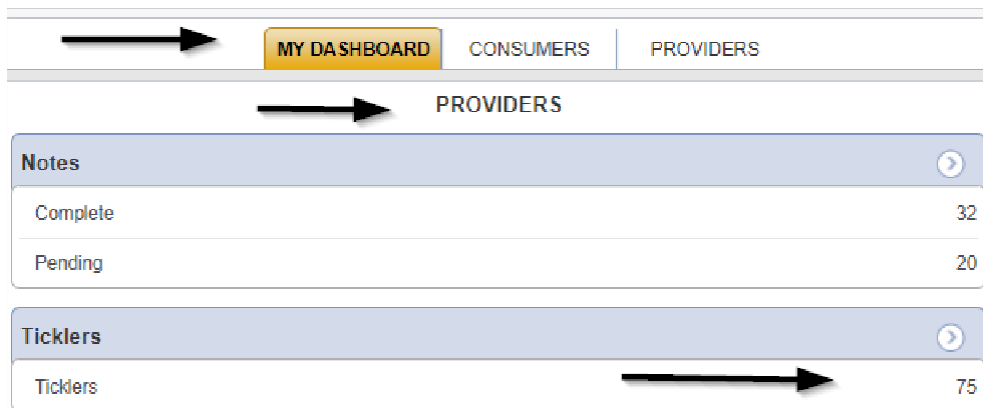 MY DASHBOARD CONSUMERS PROVIDERS
PROVIDERS
Notes
Complete 32
Pending 20
Ticklers
Ticklers 75